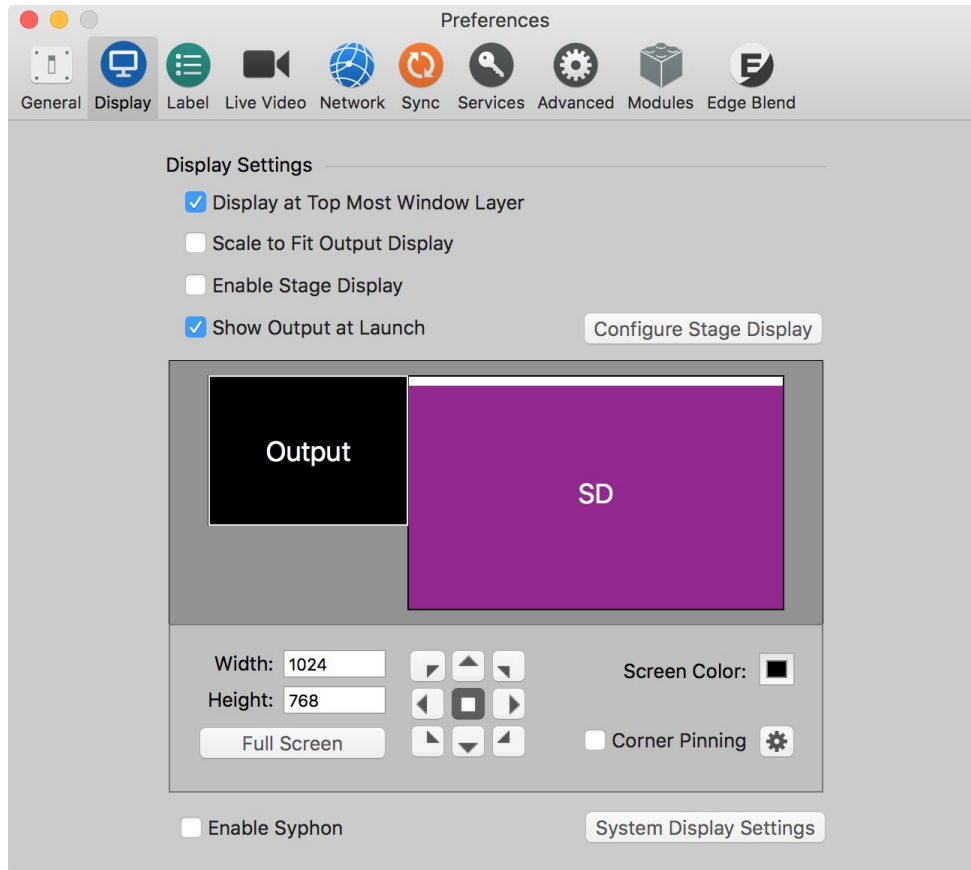 Preferences
General Display Label Live Video Network Sync Services Advanced Modules Edge Blend
Display Settings
Display at Top Most Window Layer
Scale to Fit Output Display
Enable Stage Display
Show Output at Launch
Configure Stage Display
Output
SD
Width: 1024
Height: 768
Full Screen
Screen Color:
Corner Pinning
Enable Syphon
System Display Settings